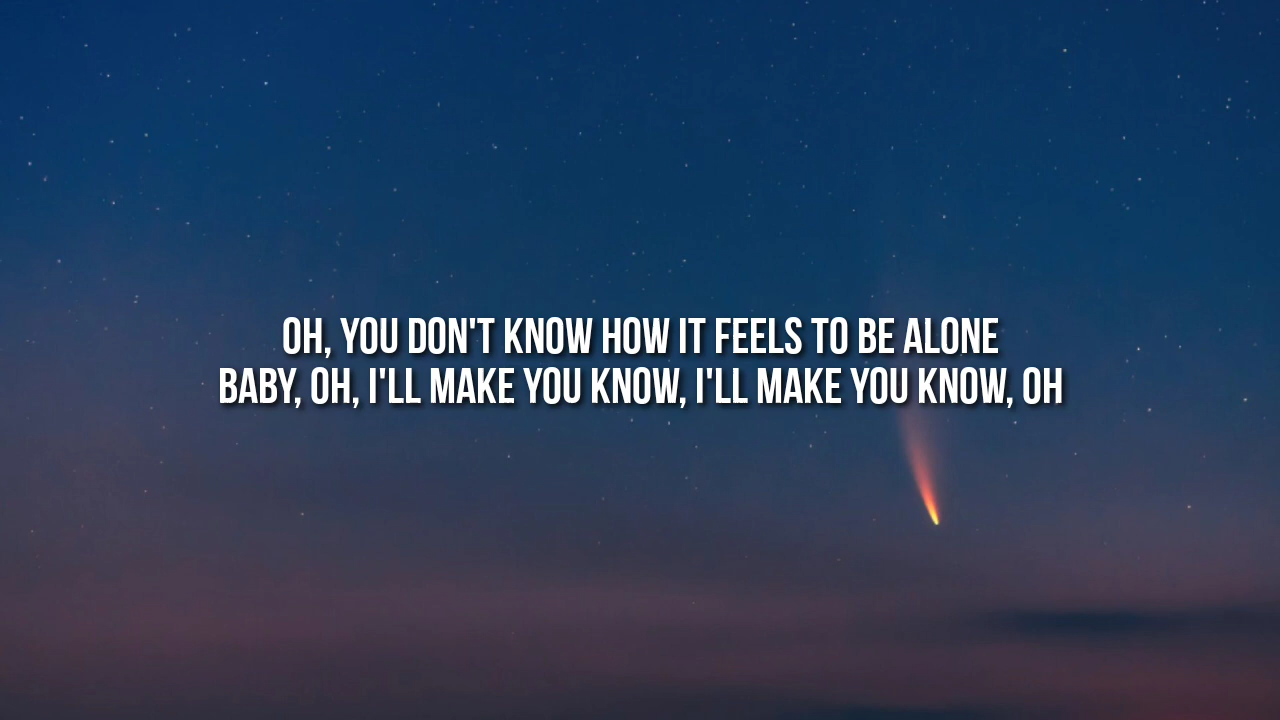 OH, YOU DON'T KNOW HOW IT FEELS TO BE ALONE
BABY, OH, I'LL MAKE YOU KNOW, I'LL MAKE YOU KNOW, OH